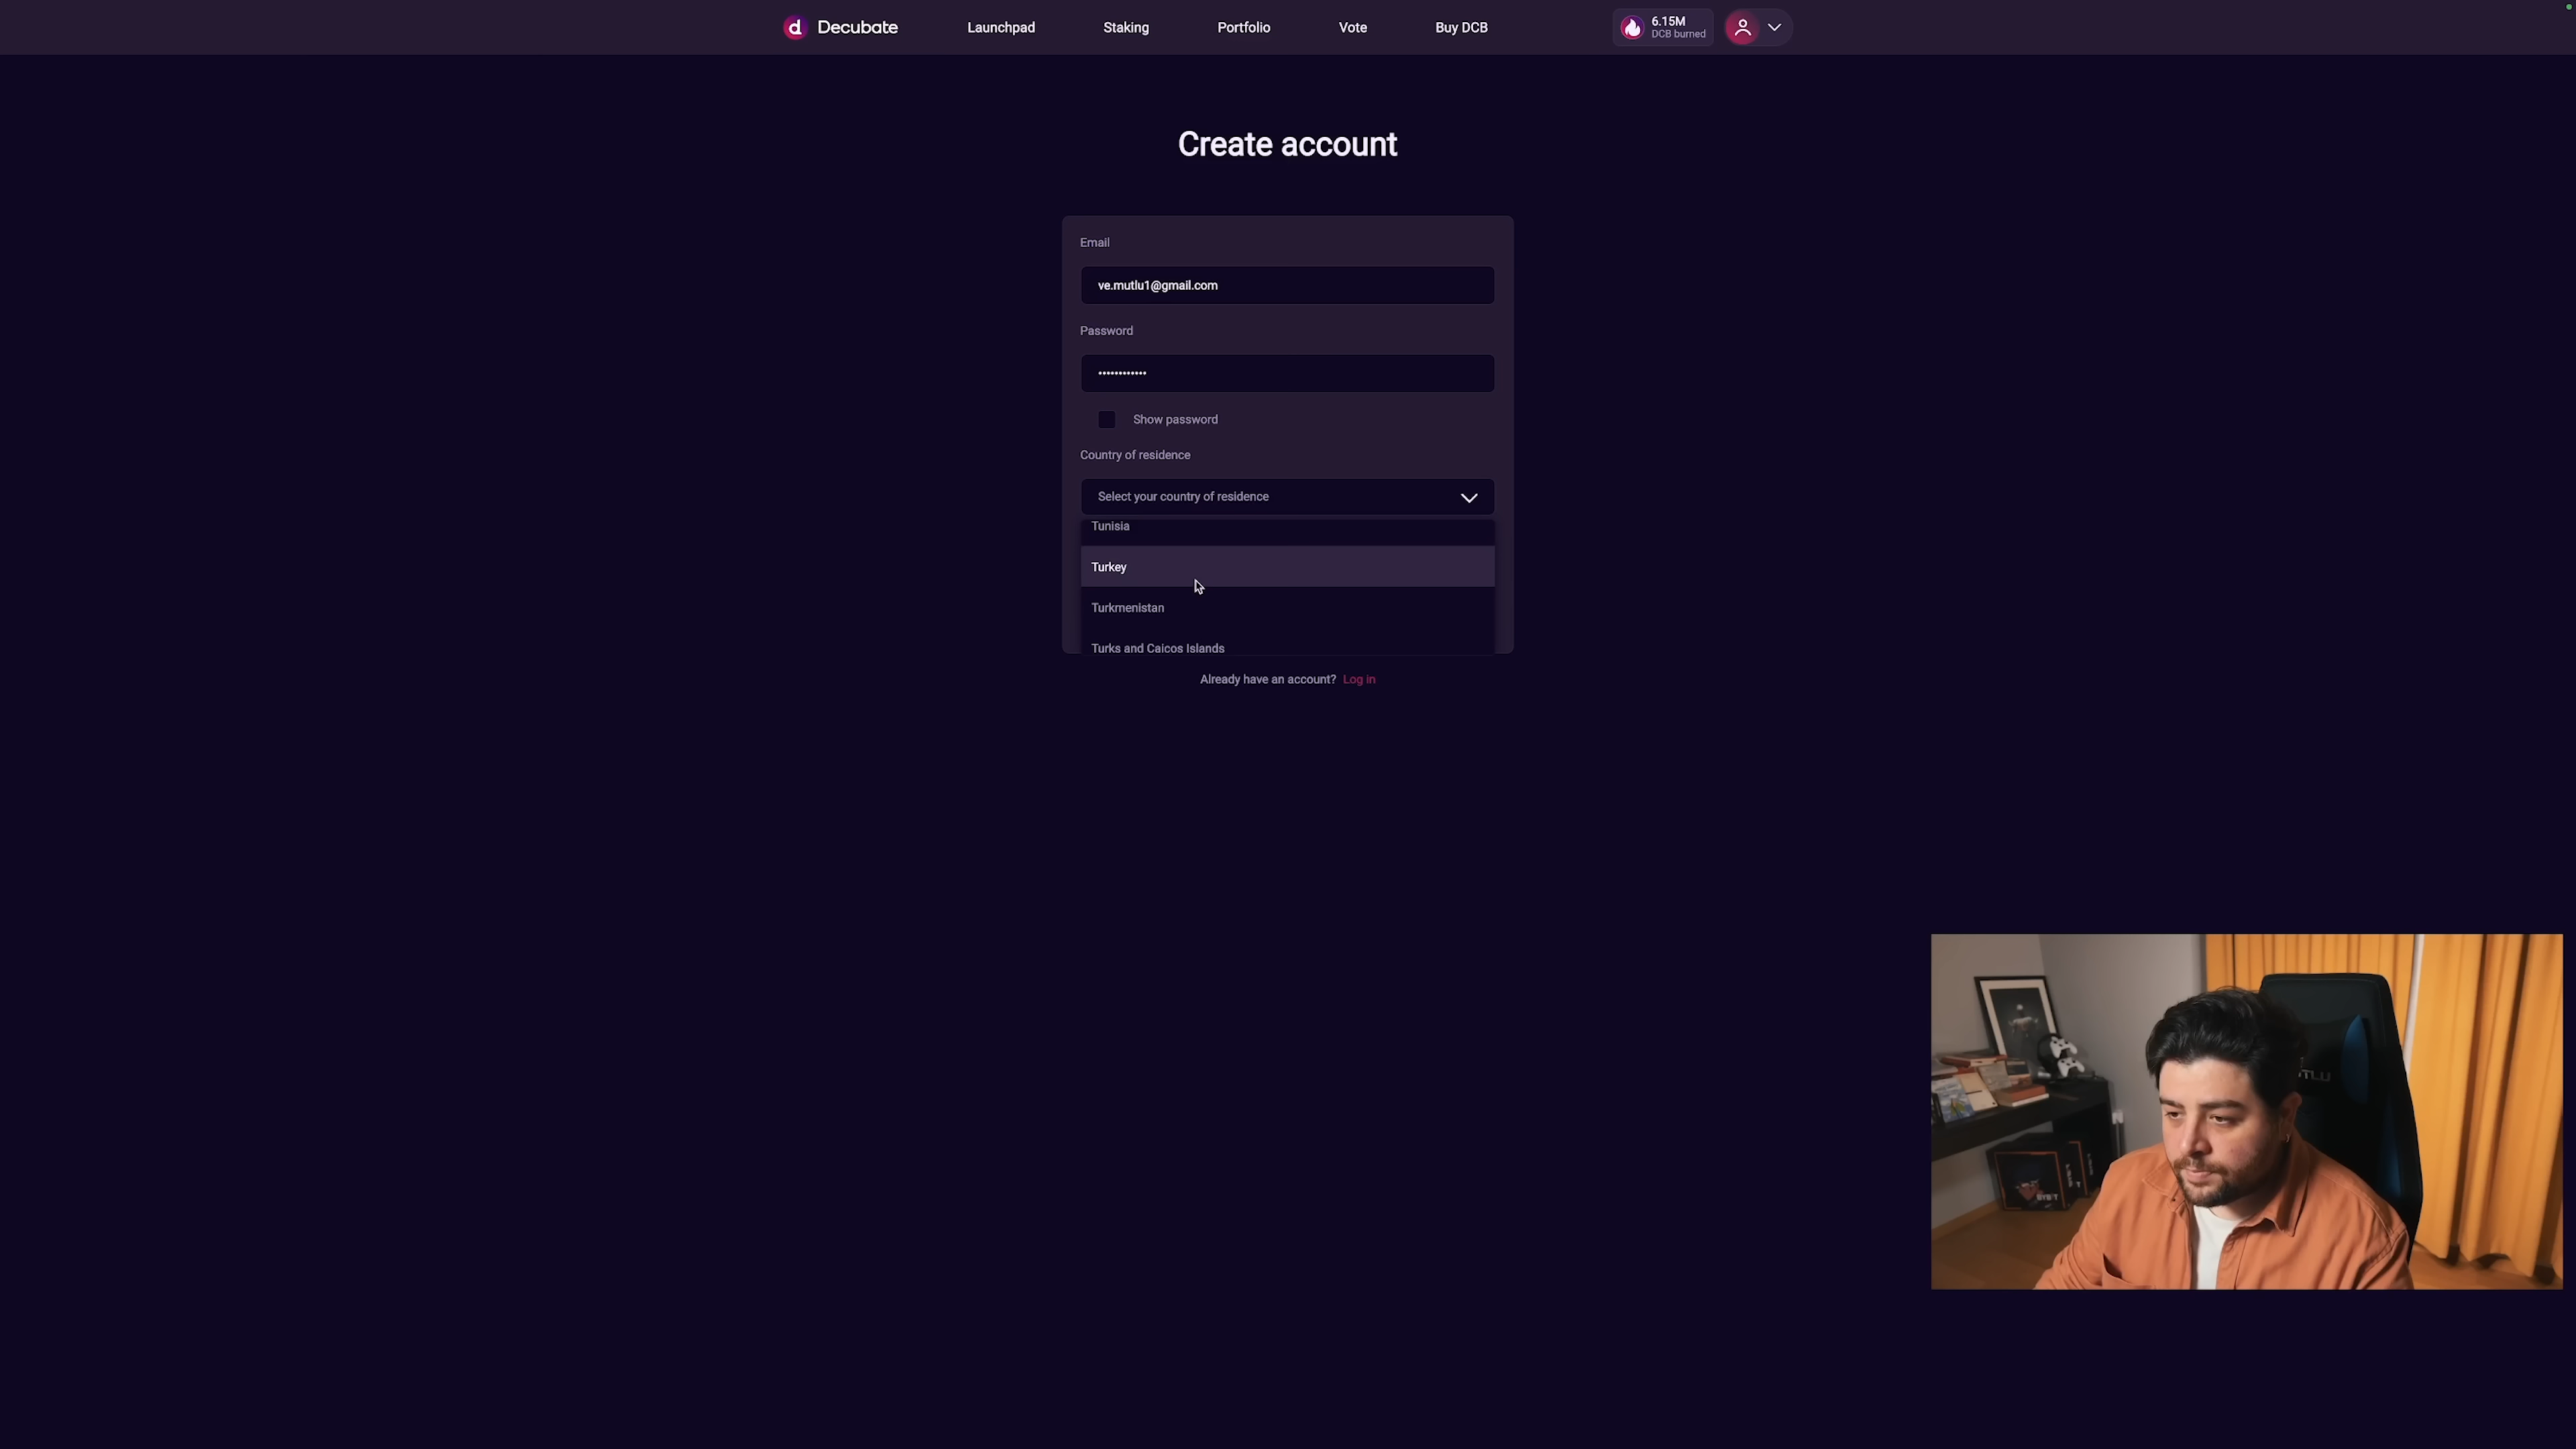 Decubate
Launchpad
Staking
Portfolio
Vote
Buy DCB
6.15M
DCB burned
Create account
Email
ve.mutlu1@gmail.com
Password
Show password
Country of residence
Select your country of residence
Tunisia
Turkey
Turkmenistan
Turks and Caicos Islands
Already have an account? Log in